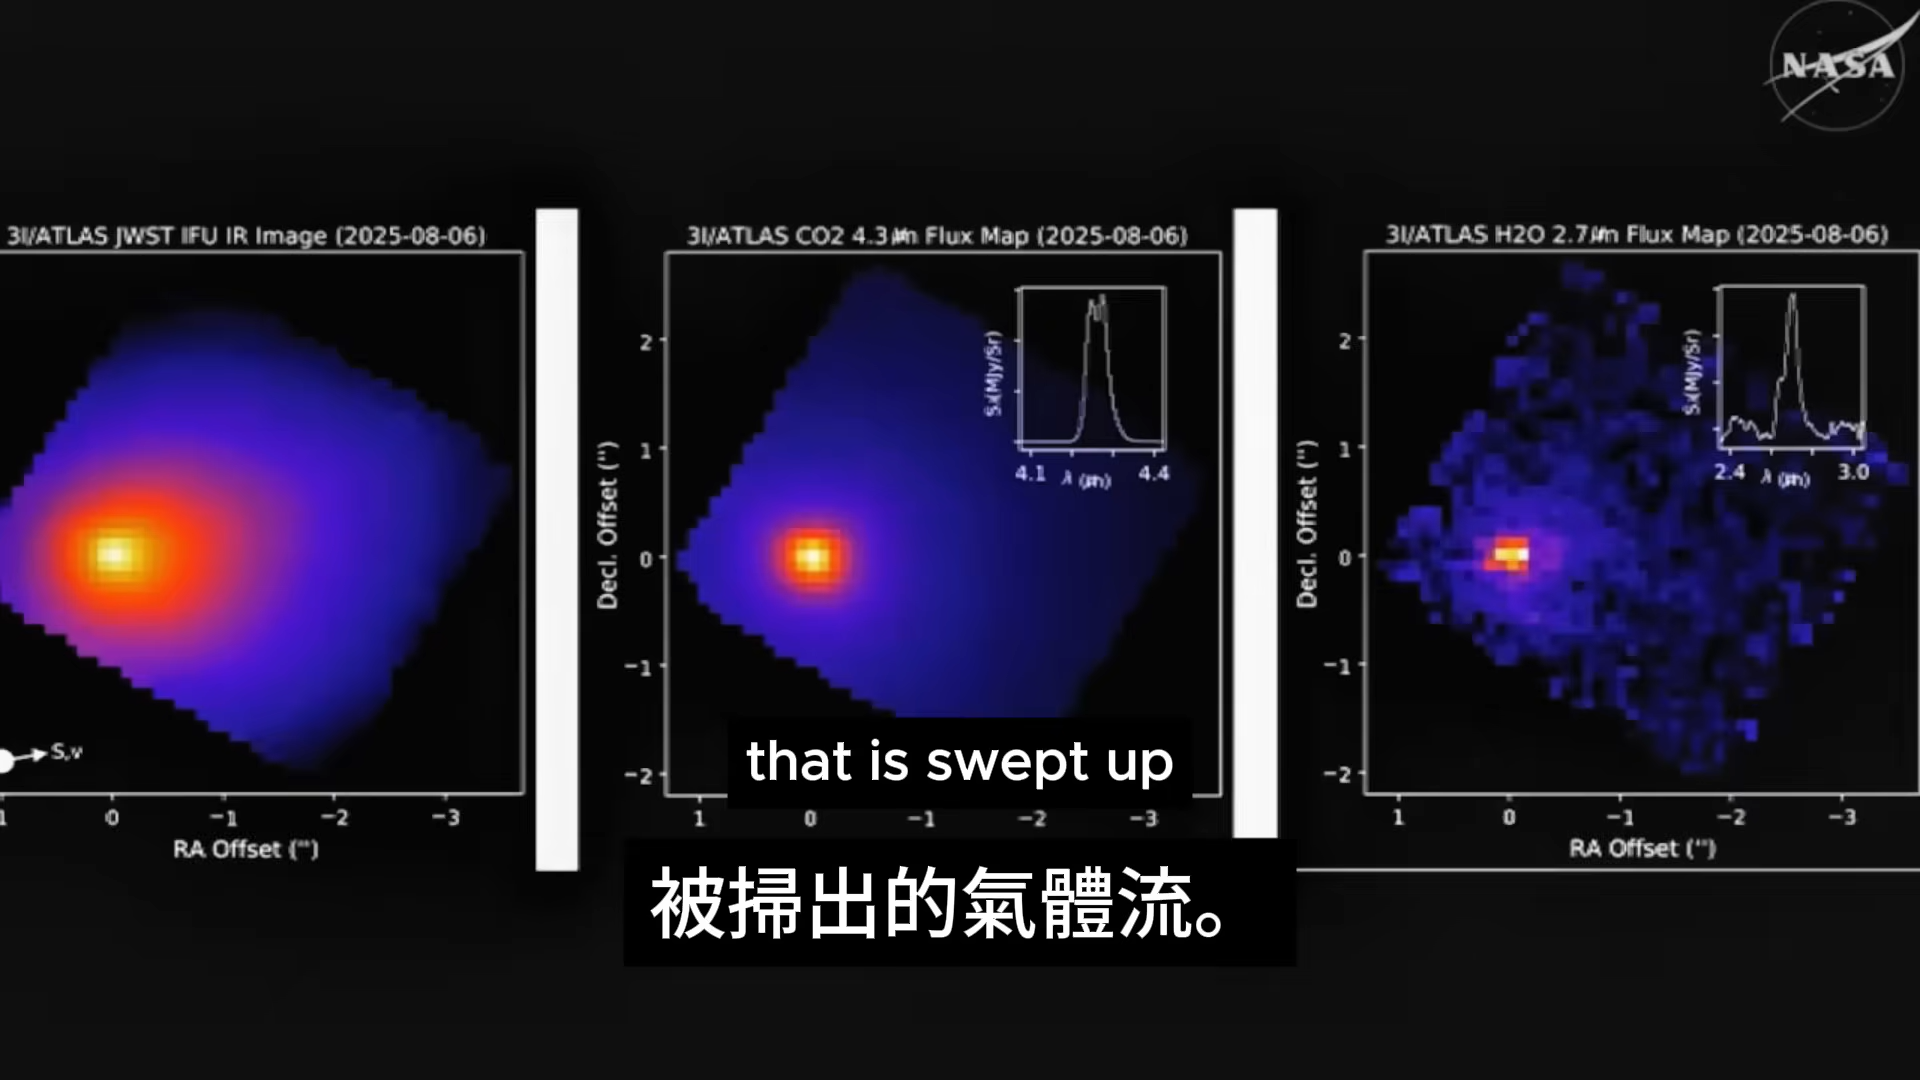 NASA
3I/ATLAS JWST IFU IR Image (2025-08-06)
S,v
0
−1
−2
−3
RA Offset (")
3I/ATLAS CO2 4.3μm Flux Map (2025-08-06)
Decl. Offset (")
2
1
0
−1
−2
Sλ(MJy/Sr)
4.1
λ (μm)
4.4
1
0
−1
−2
−3
3I/ATLAS H2O 2.7μm Flux Map (2025-08-06)
Decl. Offset (")
2
1
0
−1
−2
Sλ(MJy/Sr)
2.4
λ (μm)
3.0
1
0
−1
−2
−3
RA Offset (")
that is swept up
被掃出的氣體流。